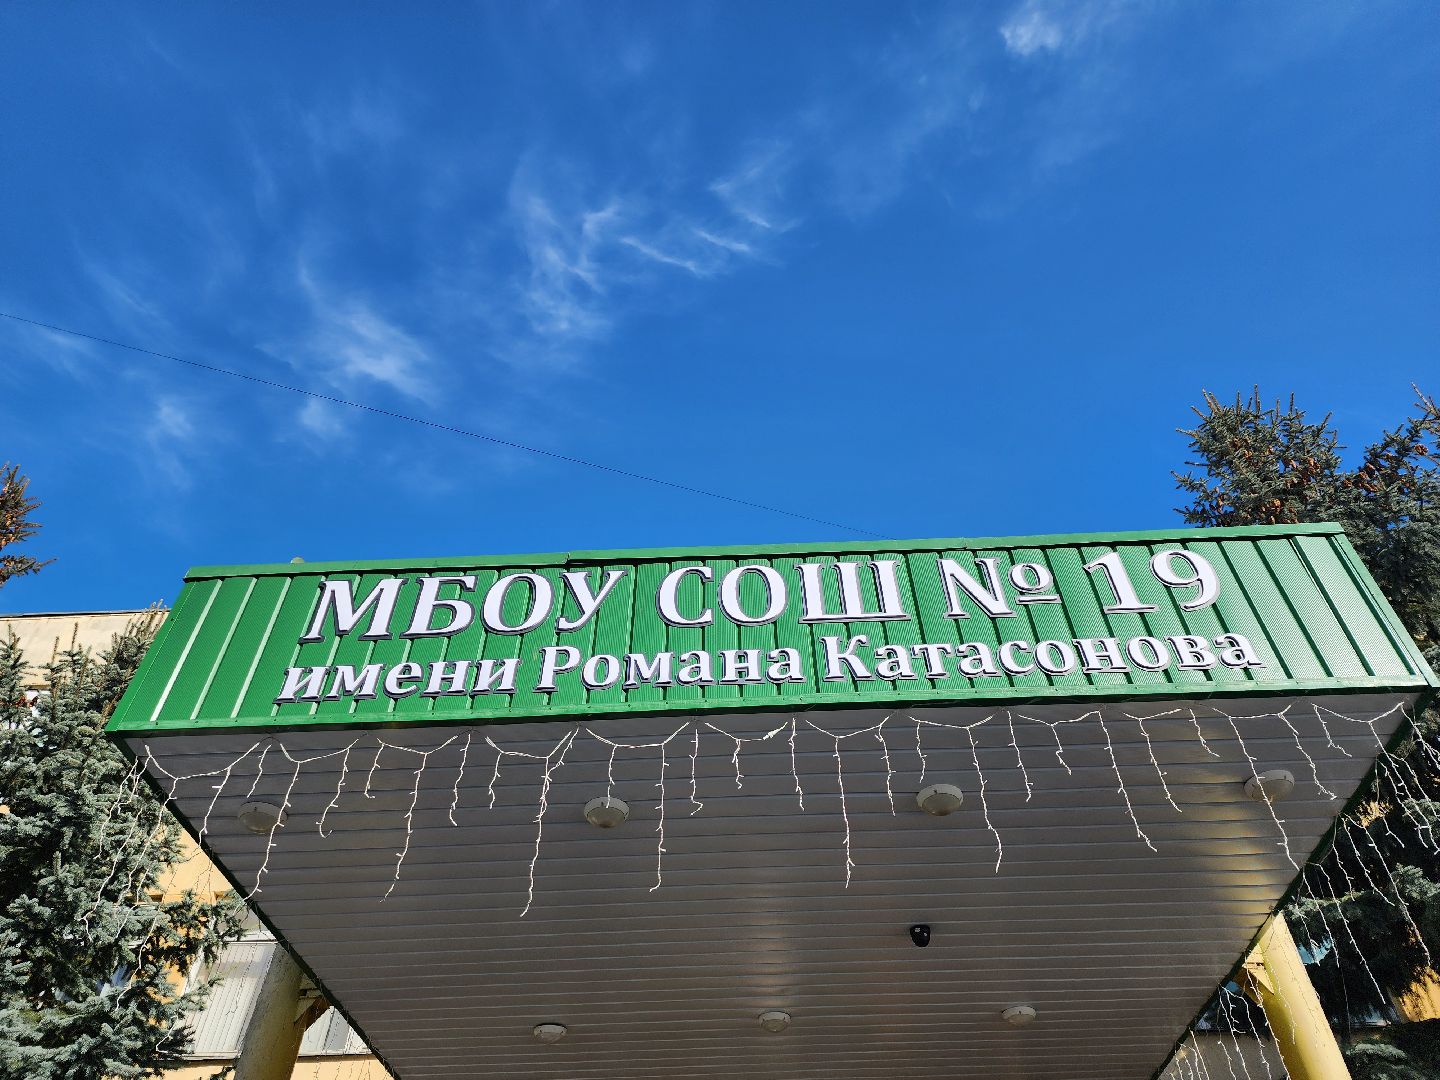 МБОУ СОШ № 19
имени Романа Катасонова